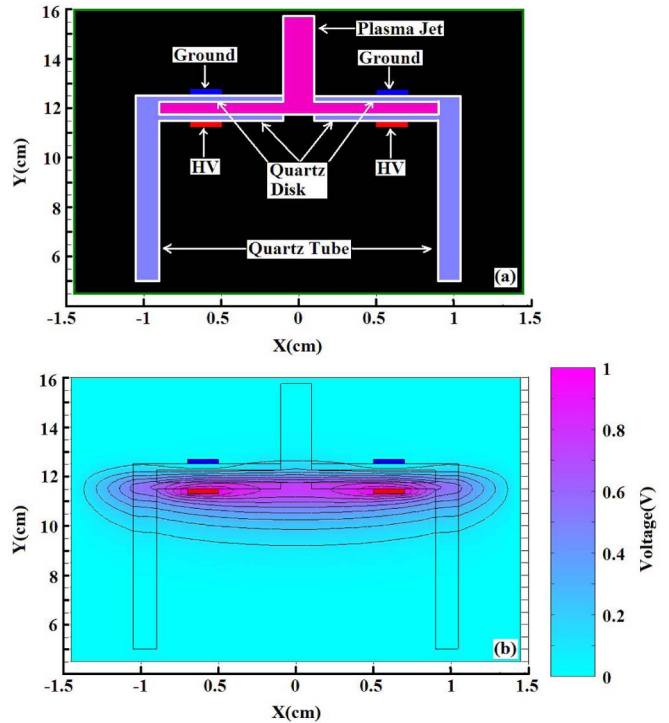 16
Plasma Jet
14
Ground
Ground
12
Y(cm)
10
HV
Quartz
Disk
HV
8
Quartz Tube
6
(a)
-1.5
-1
0.5
0
0.5
1
1.5
X(cm)
16
1
14
0.8
12
Y(cm)
10
0.6
Voltage(V)
8
0.4
6
0.2
(b)
0
-1.5
-1
-0.5
0
0.5
1
1.5
X(cm)